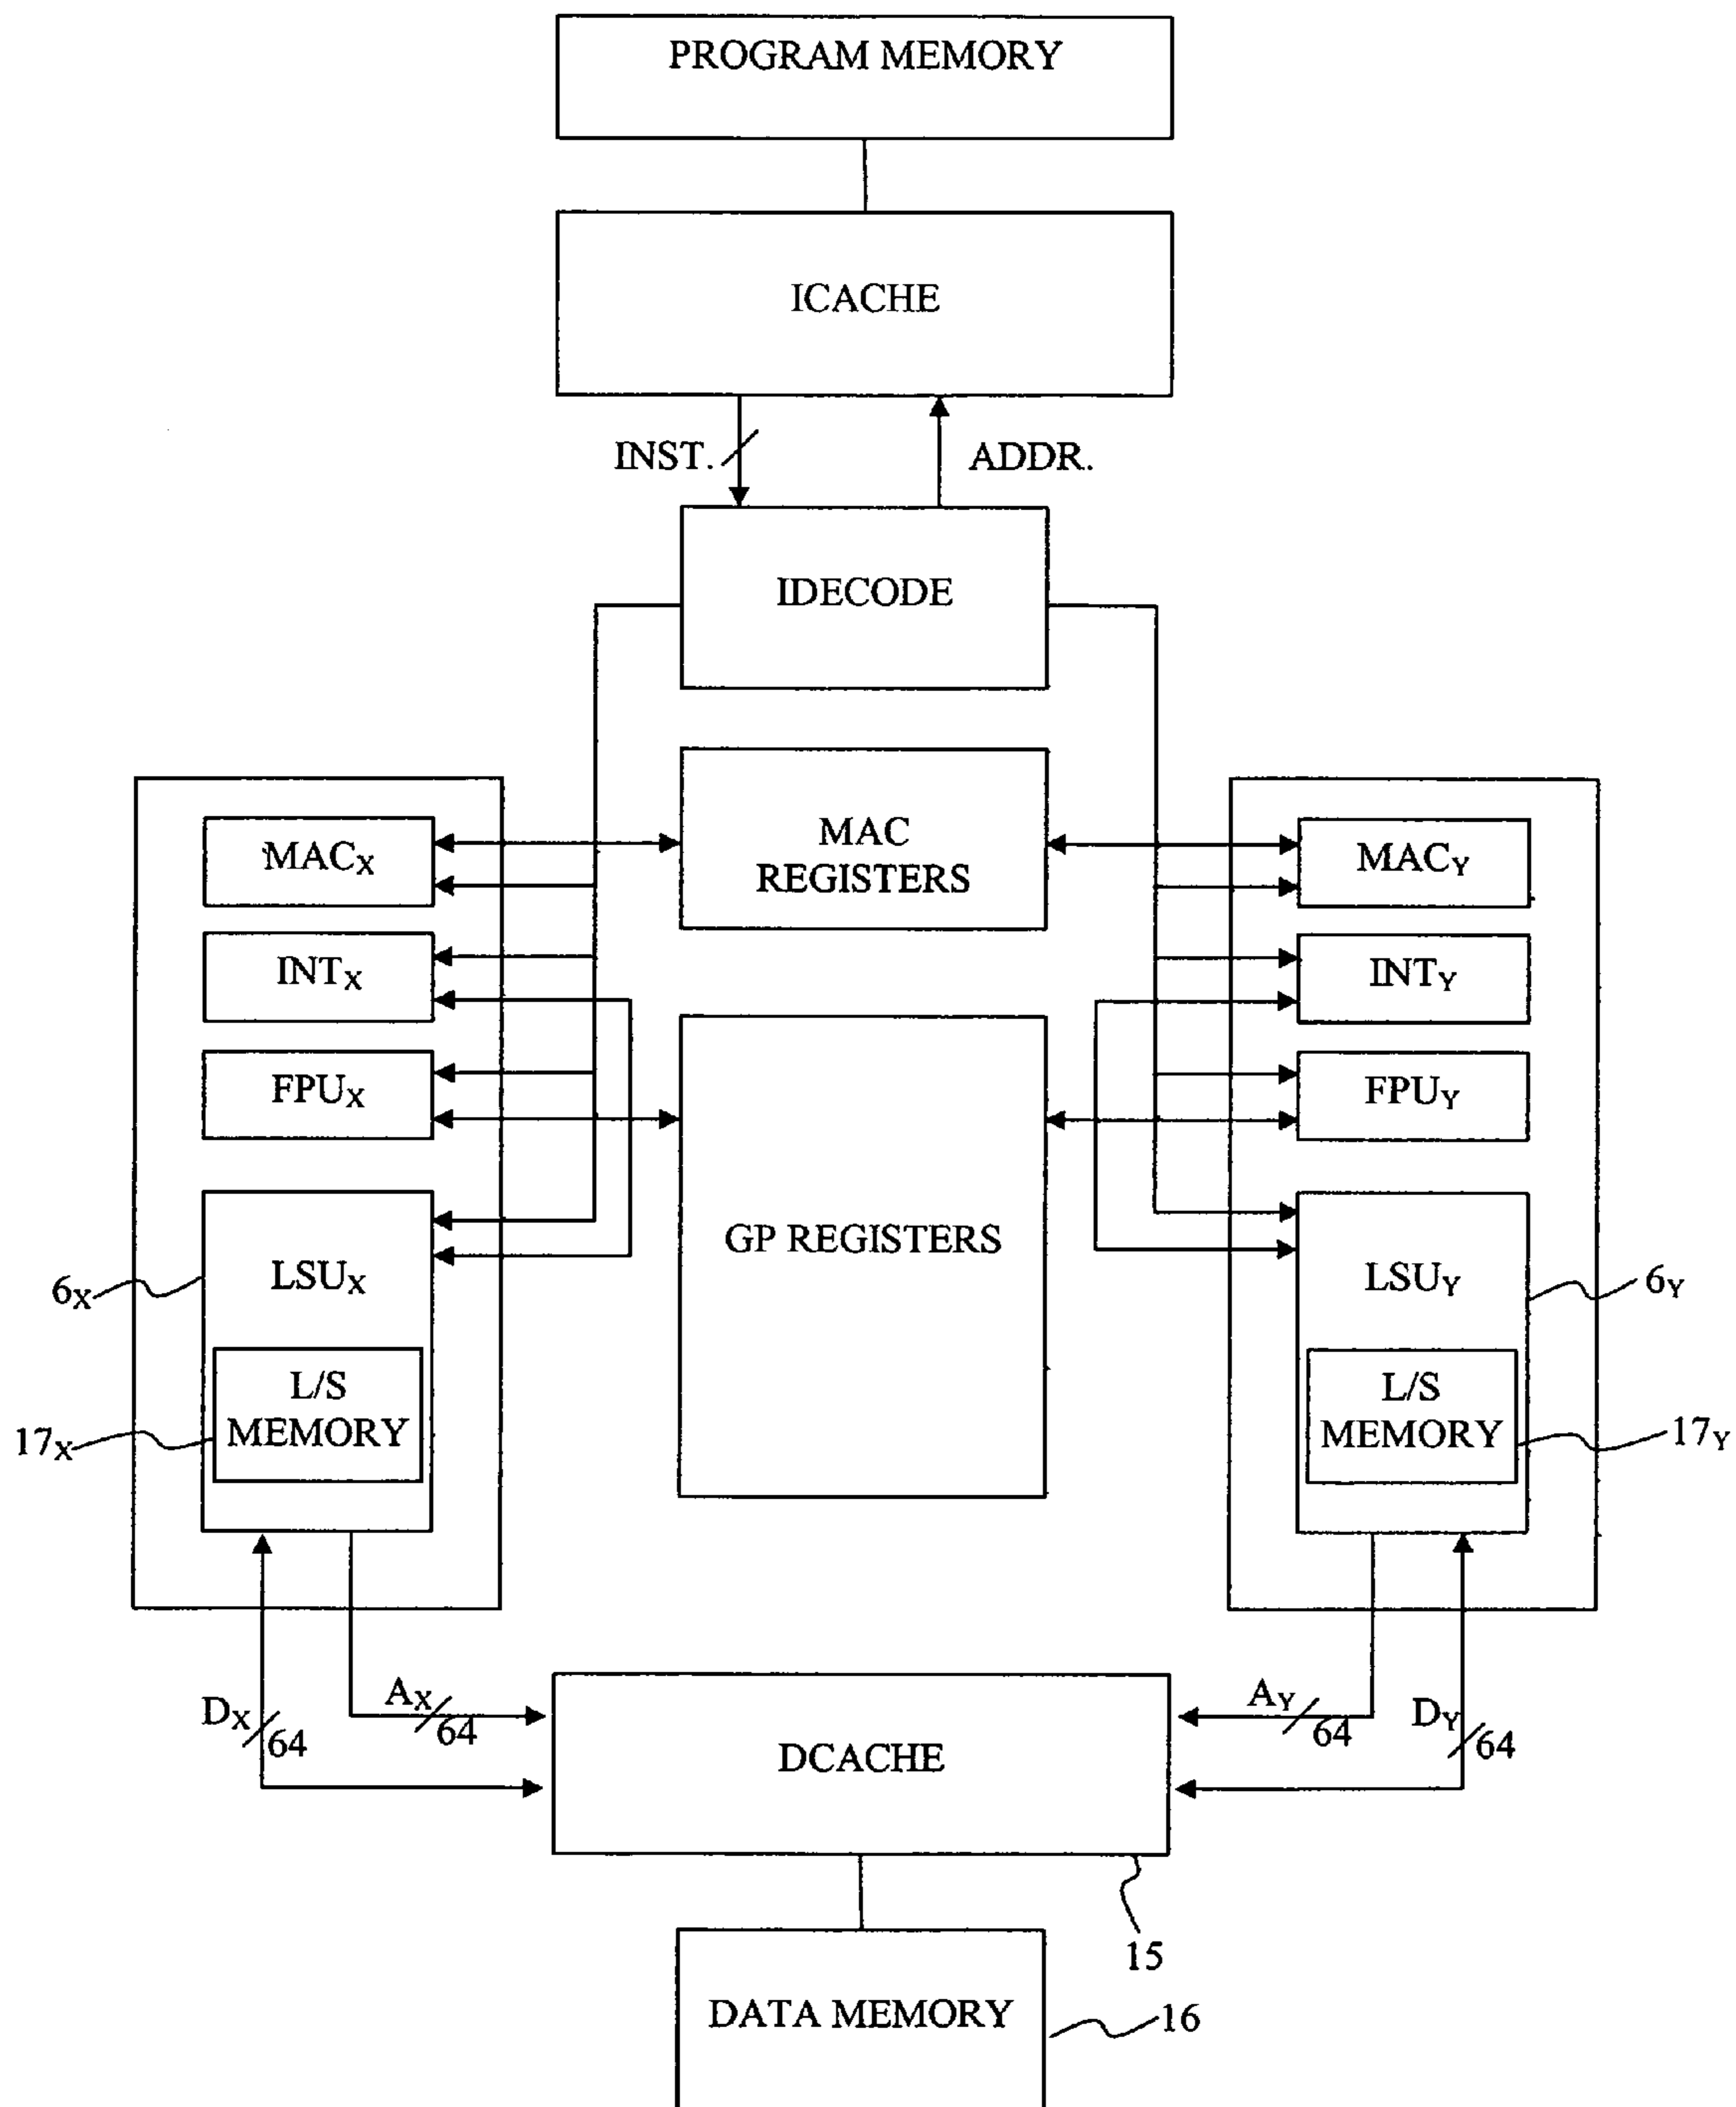 PROGRAM MEMORY
ICACHE
INST.
ADDR.
IDECODE
MAC
REGISTERS
MACX
MACY
INTX
INTY
FPUX
FPUY
GP REGISTERS
LSUX
LSUY
6X
6Y
L/S
MEMORY
L/S
MEMORY
17X
17Y
DX
64
AX
64
AY
64
DY
64
DCACHE
15
DATA MEMORY
16